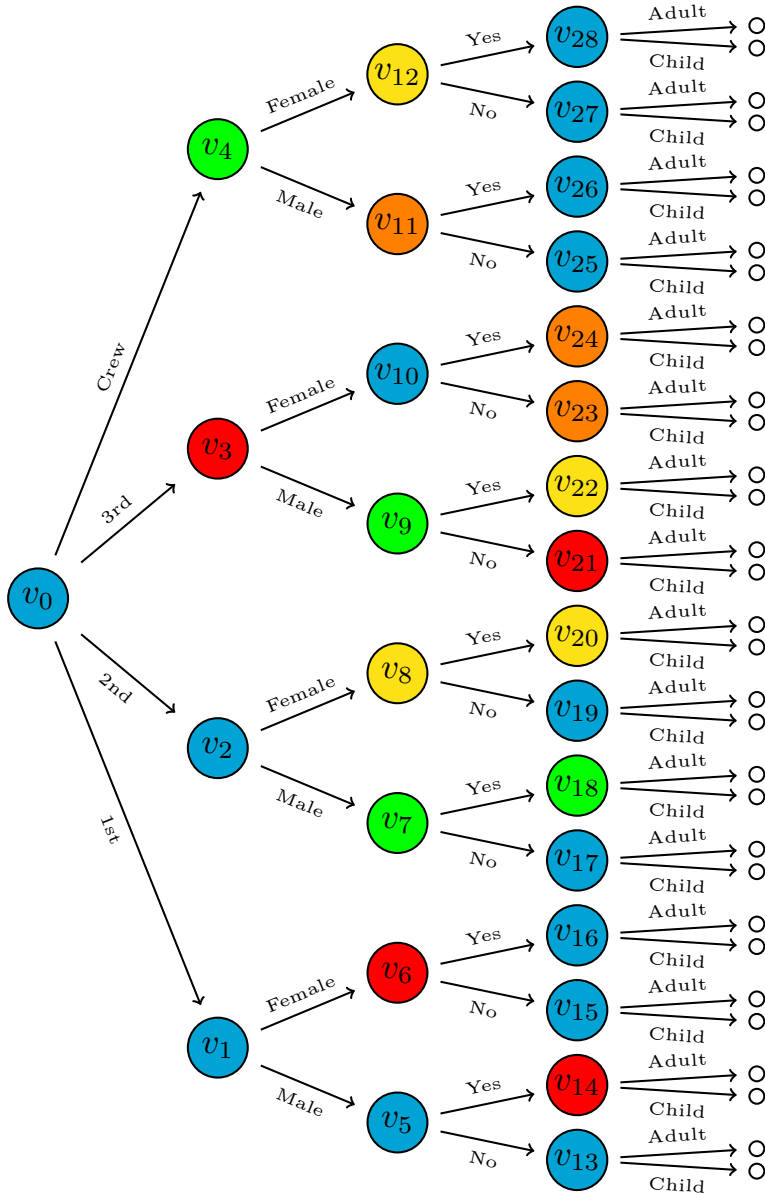 Adult
v28
Yes
Child
v12
Female
Adult
No
v27
Child
v4
Adult
Yes
v26
Male
Child
v11
Adult
No
v25
Child
Crew
Adult
Yes
v24
Child
v10
Female
Adult
No
v23
Child
v3
Adult
Yes
v22
3rd
Male
Child
v9
Adult
No
v21
Child
v0
Adult
Yes
v20
Child
v8
2nd
Female
Adult
No
v19
Child
v2
Adult
Yes
v18
Male
Child
v7
1st
Adult
No
v17
Child
Adult
Yes
v16
Child
v6
Female
Adult
No
v15
Child
v1
Adult
Yes
v14
Male
Child
v5
Adult
No
v13
Child